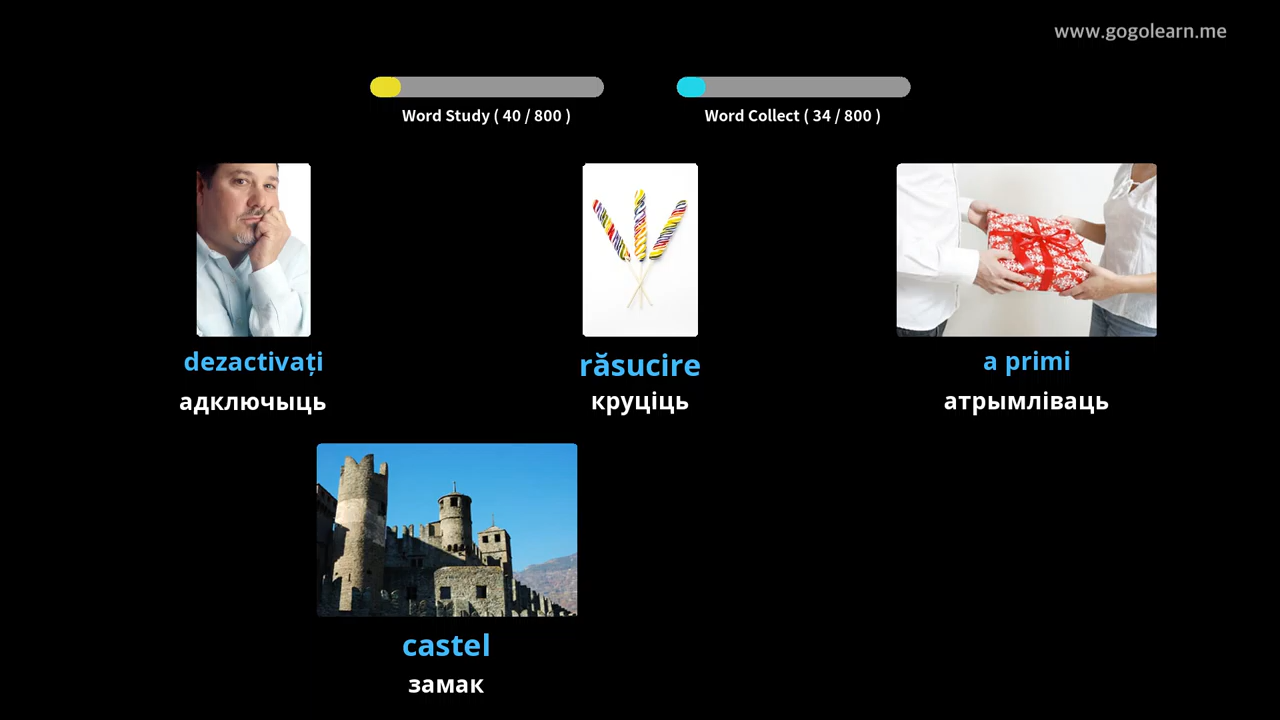 www.gogolearn.me
Word Study ( 40 / 800 )
Word Collect ( 34 / 800 )
dezactivați
адключыць
răsucire
круціць
a primi
атрымліваць
castel
замак